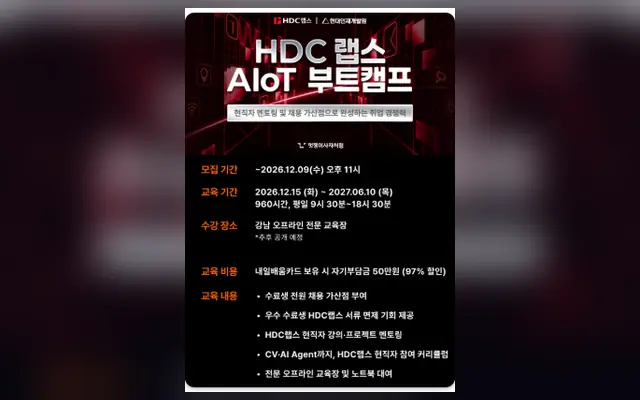 HDC랩스 | 현대인재개발원
HDC 랩스
AIoT 부트캠프
현직자 멘토링 및 채용 가산점으로 완성하는 취업 경쟁력
멋쟁이사자처럼
모집 기간 ~2026.12.09(수) 오후 11시
교육 기간 2026.12.15 (화) ~ 2027.06.10 (목)
960시간, 평일 9시 30분~18시 30분
수강 장소 강남 오프라인 전문 교육장
*추후 공개 예정
교육 비용 내일배움카드 보유 시 자기부담금 50만원 (97% 할인)
교육 내용 • 수료생 전원 채용 가산점 부여
• 우수 수료생 HDC랩스 서류 면제 기회 제공
• HDC랩스 현직자 강의·프로젝트 멘토링
• CV·AI Agent까지, HDC랩스 현직자 참여 커리큘럼
• 전문 오프라인 교육장 및 노트북 대여